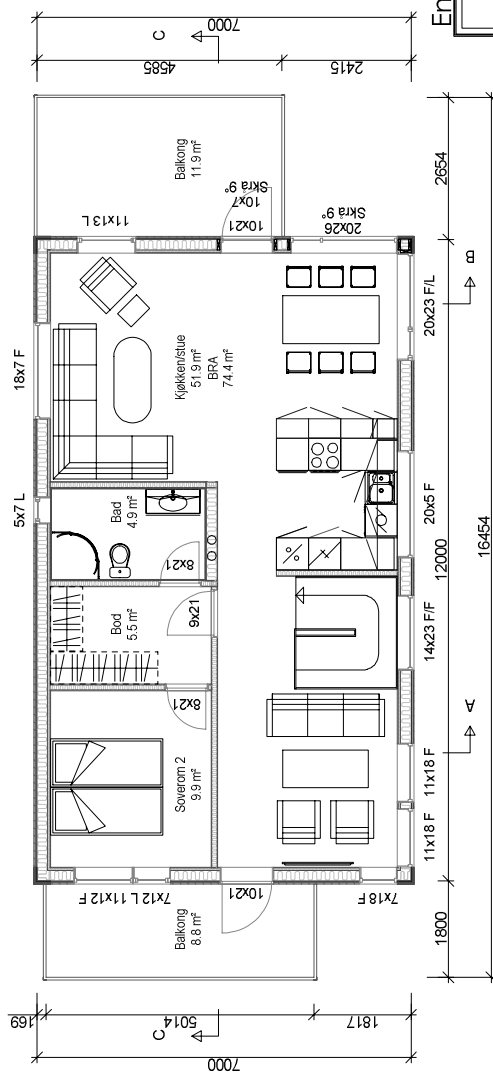 7000
C
4585
2415
En
Balkong
11.9 m²
11x13 L
10x21
10x7
Skrå 9°
20x26
Skrå 9°
2654
B
18x7 F
Kjøkken/stue
51.9 m²
BRA
74.4 m²
20x23 F/L
5x7 L
Bad
4.9 m²
8x21
20x5 F
12000
16454
Bod
5.5 m²
9x21
14x23 F/F
8x21
Soverom 2
9.9 m²
A
11x18 F
11x18 F
11x12 F
7x12 L
10x21
7x18 F
Balkong
8.8 m²
1800
169
5014
1817
C
7000